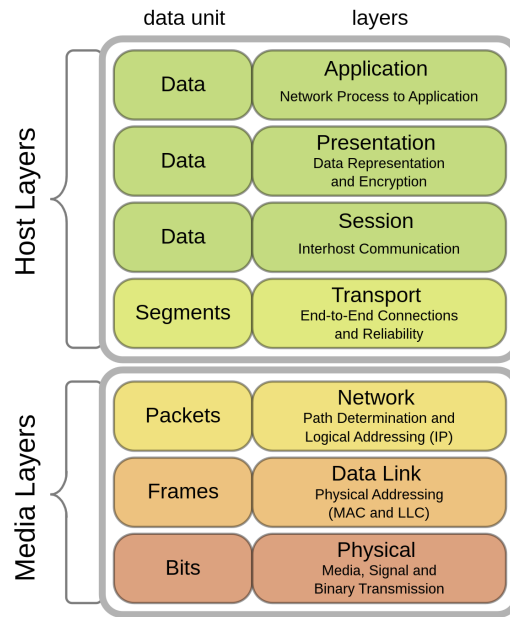 data unit layers
Host Layers
Data
Application
Network Process to Application
Data
Presentation
Data Representation
and Encryption
Data
Session
Interhost Communication
Segments
Transport
End-to-End Connections
and Reliability
Media Layers
Packets
Network
Path Determination and
Logical Addressing (IP)
Frames
Data Link
Physical Addressing
(MAC and LLC)
Bits
Physical
Media, Signal and
Binary Transmission